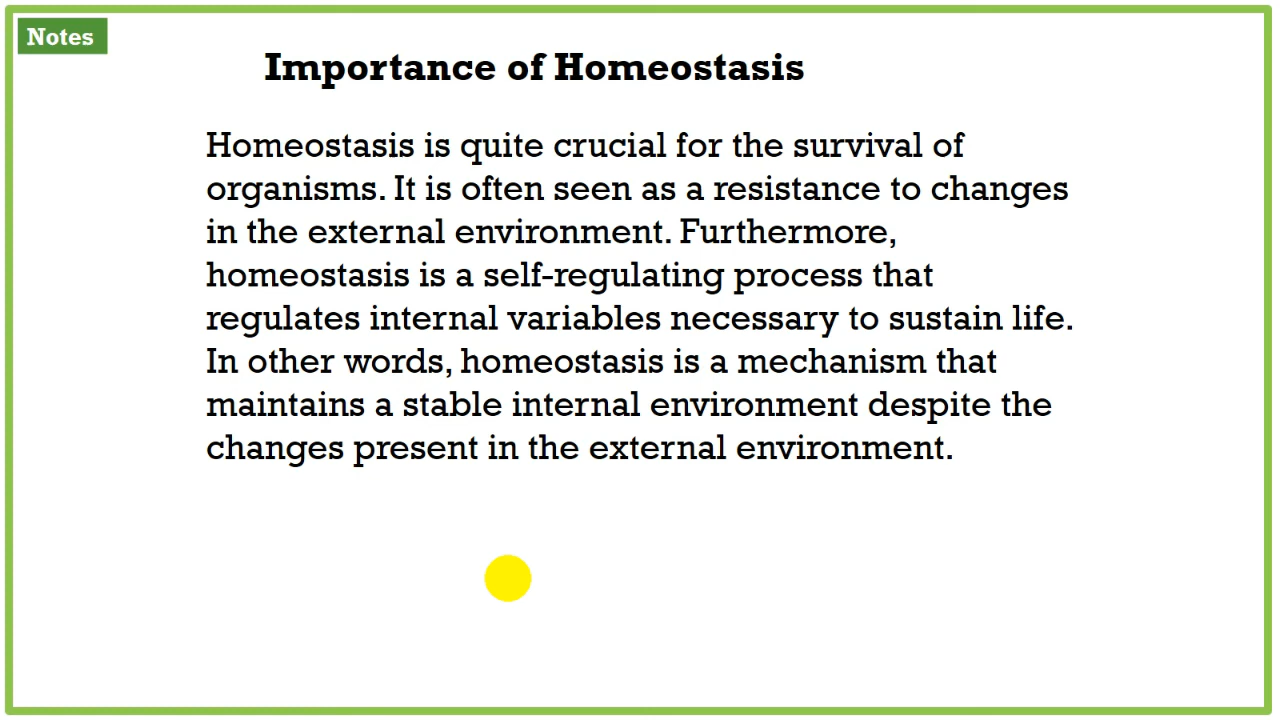 Notes
Importance of Homeostasis
Homeostasis is quite crucial for the survival of
organisms. It is often seen as a resistance to changes
in the external environment. Furthermore,
homeostasis is a self-regulating process that
regulates internal variables necessary to sustain life.
In other words, homeostasis is a mechanism that
maintains a stable internal environment despite the
changes present in the external environment.